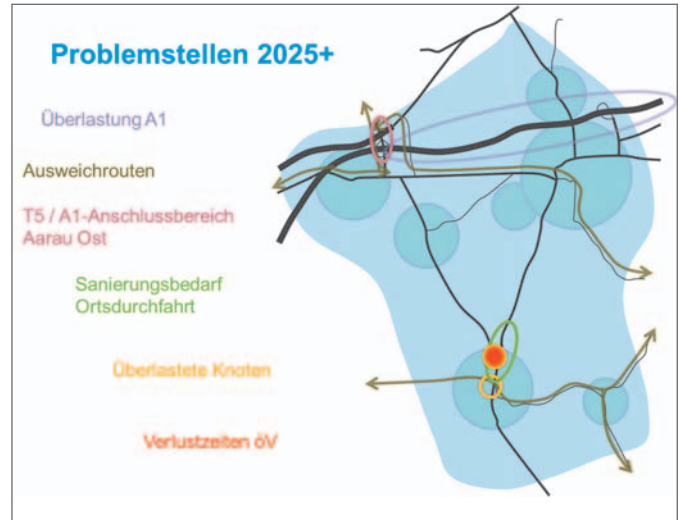 Problemstellen 2025+
Überlastung A1
Ausweichrouten
T5 / A1-Anschlussbereich
Aarau Ost
Sanierungsbedarf
Ortsdurchfahrt
Überlastete Knoten
Verlustzeiten öV